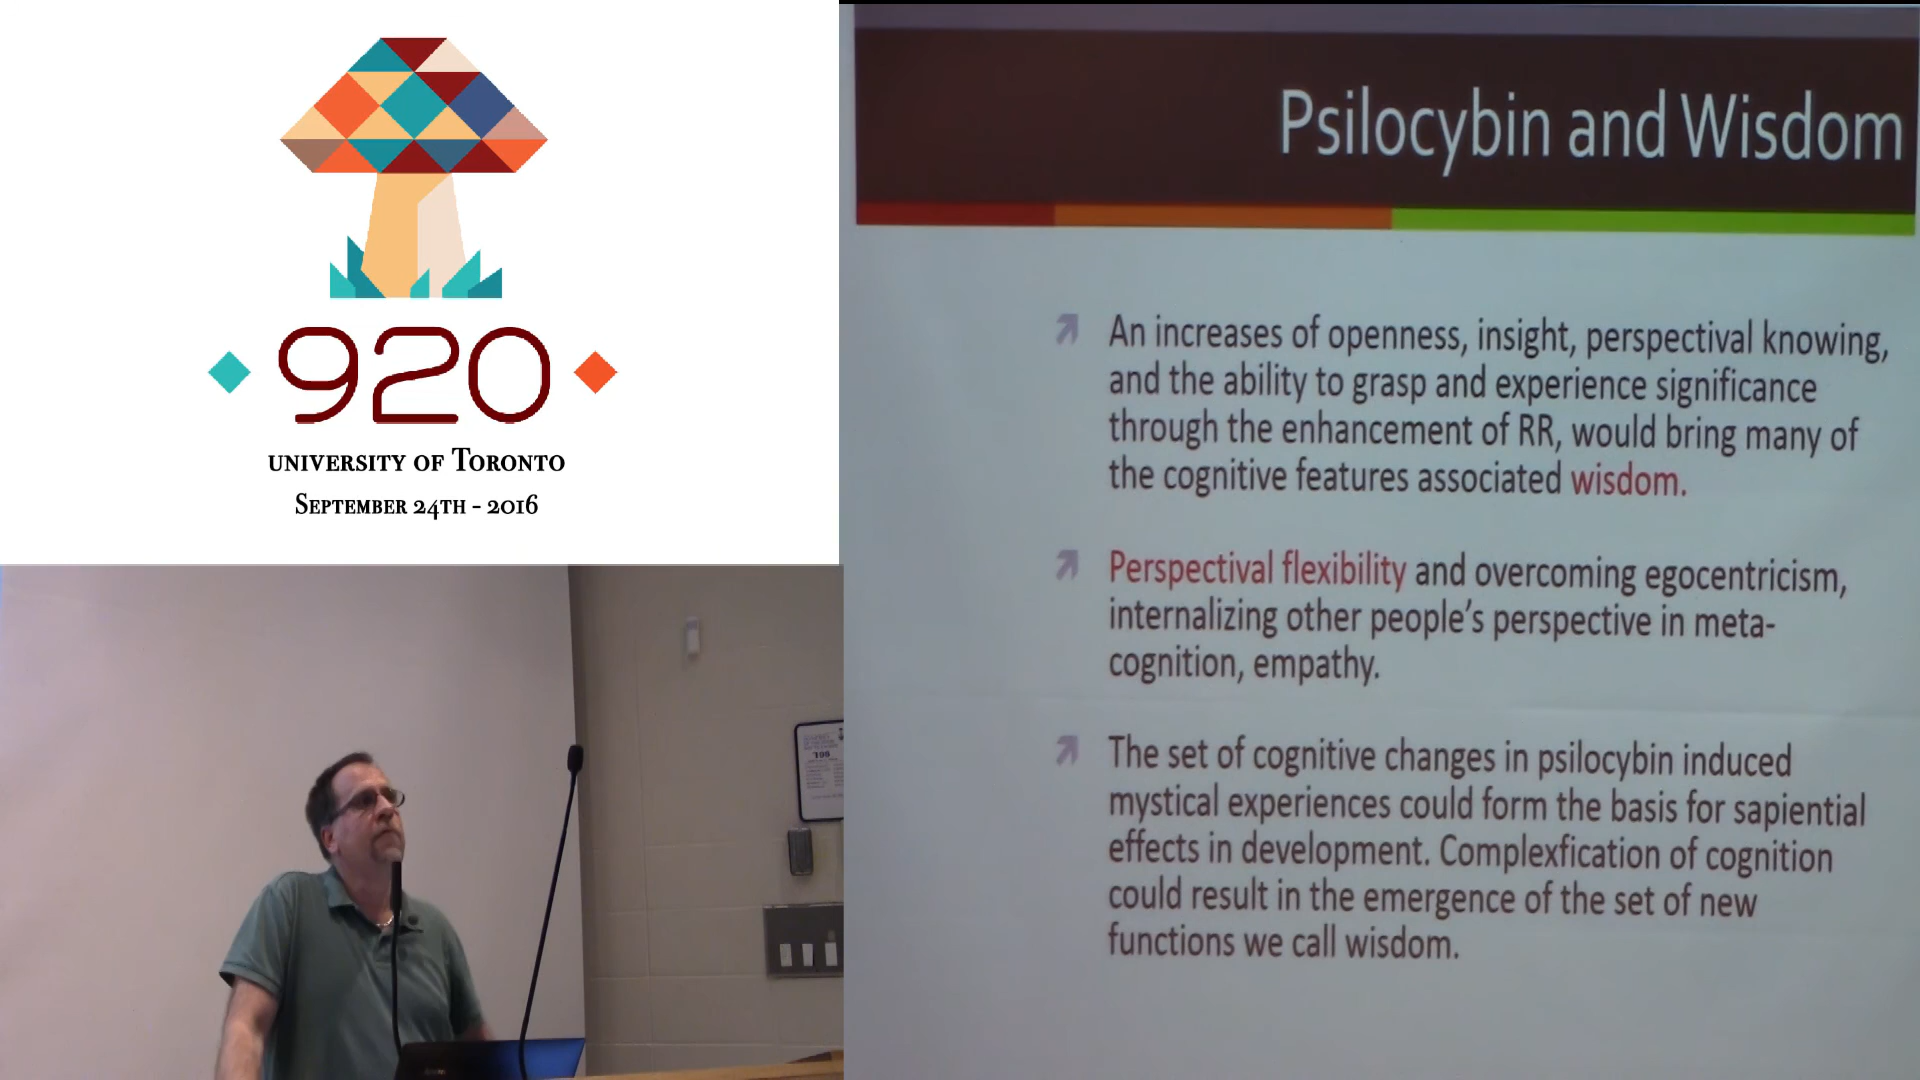 920
UNIVERSITY OF TORONTO
SEPTEMBER 24TH - 2016
Psilocybin and Wisdom
An increases of openness, insight, perspectival knowing,
and the ability to grasp and experience significance
through the enhancement of RR, would bring many of
the cognitive features associated wisdom.
Perspectival flexibility and overcoming egocentricism,
internalizing other people's perspective in meta-
cognition, empathy.
The set of cognitive changes in psilocybin induced
mystical experiences could form the basis for sapiential
effects in development. Complexfication of cognition
could result in the emergence of the set of new
functions we call wisdom.